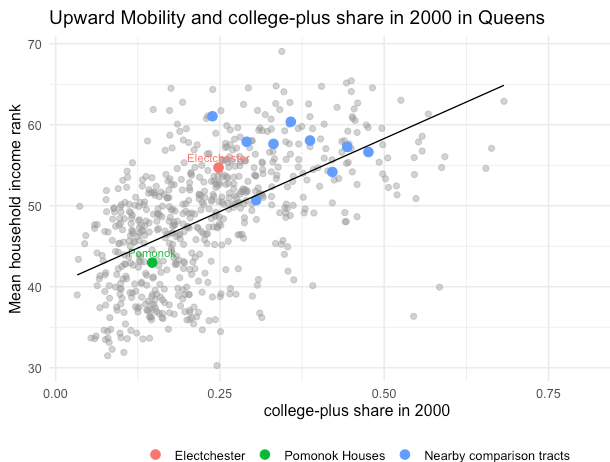 Upward Mobility and college-plus share in 2000 in Queens
Mean household income rank
70
60
50
40
30
Electchester
Pomonok
0.00 0.25 0.50 0.75
college-plus share in 2000
Electchester Pomonok Houses Nearby comparison tracts